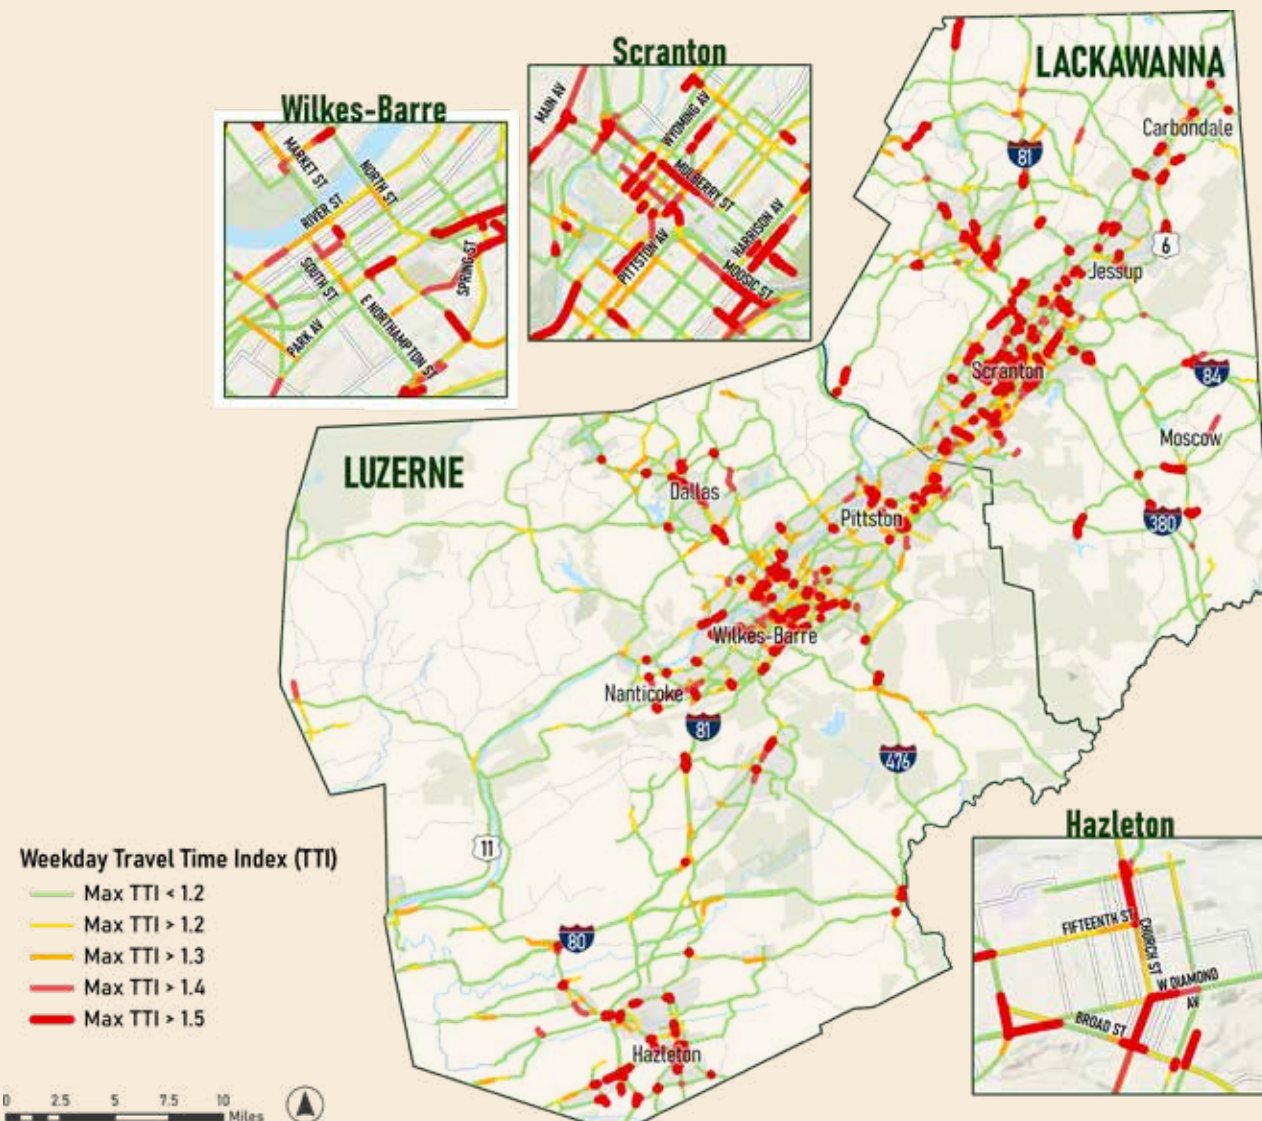 Scranton
Wilkes-Barre
LACKAWANNA
MAIN AV
WYOMING AV
MULBERRY ST
HARRISON AV
PITTSTON AV
MOOSIC ST
MARKET ST
NORTH ST
RIVER ST
SOUTH ST
SPRING ST
E NORTHAMPTON ST
PARK AV
Carbondale
81
6
Jessup
Scranton
84
Moscow
380
LUZERNE
Dallas
Pittston
Wilkes-Barre
Nanticoke
81
476
11
80
Hazleton
Hazleton
FIFTEENTH ST
CHURCH ST
W DIAMOND
AV
BROAD ST
Weekday Travel Time Index (TTI)
Max TTI < 1.2
Max TTI > 1.2
Max TTI > 1.3
Max TTI > 1.4
Max TTI > 1.5
0 2.5 5 7.5 10
Miles